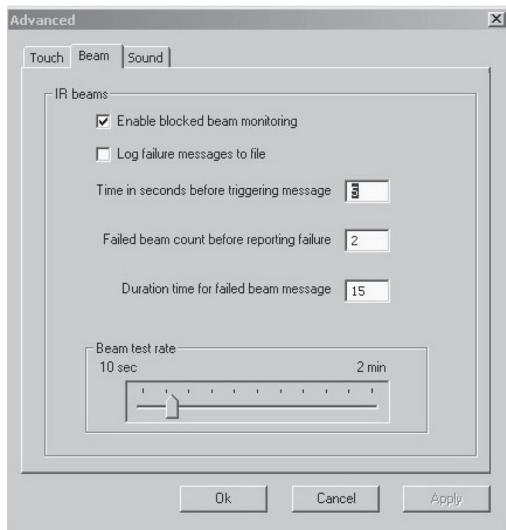 Advanced
Touch Beam Sound
IR beams
Enable blocked beam monitoring
Log failure messages to file
Time in seconds before triggering message
Failed beam count before reporting failure 2
Duration time for failed beam message 15
Beam test rate
10 sec 2 min
Ok Cancel Apply